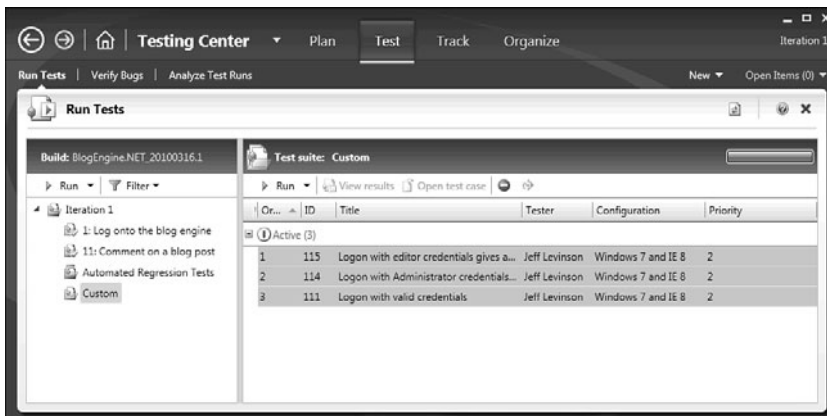 Testing Center Plan Test Track Organize Iteration 1
Run Tests | Verify Bugs | Analyze Test Runs New Open Items (0)
Run Tests
Build: BlogEngine.NET_20100316.1
Run Filter
Iteration 1
1: Log onto the blog engine
11: Comment on a blog post
Automated Regression Tests
Custom
Test suite: Custom
Run View results Open test case
Or... ID Title Tester Configuration Priority
Active (3)
1 115 Logon with editor credentials gives a... Jeff Levinson Windows 7 and IE 8 2
2 114 Logon with Administrator credentials... Jeff Levinson Windows 7 and IE 8 2
3 111 Logon with valid credentials Jeff Levinson Windows 7 and IE 8 2